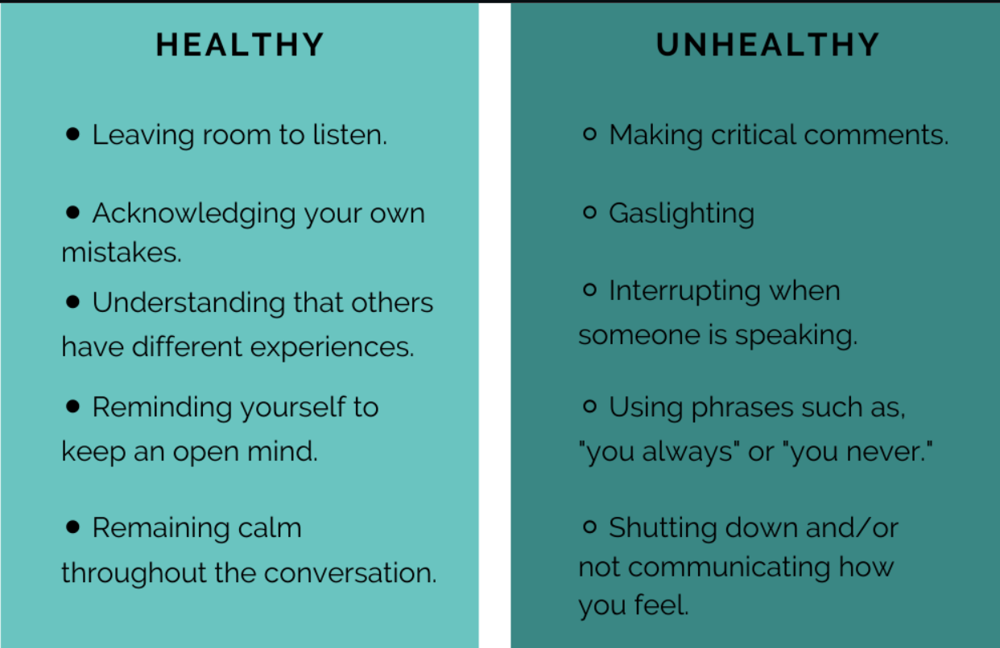 HEALTHY
● Leaving room to listen.
● Acknowledging your own
mistakes.
● Understanding that others
have different experiences.
● Reminding yourself to
keep an open mind.
● Remaining calm
throughout the conversation.
UNHEALTHY
○ Making critical comments.
○ Gaslighting
○ Interrupting when
someone is speaking.
○ Using phrases such as,
"you always" or "you never."
○ Shutting down and/or
not communicating how
you feel.